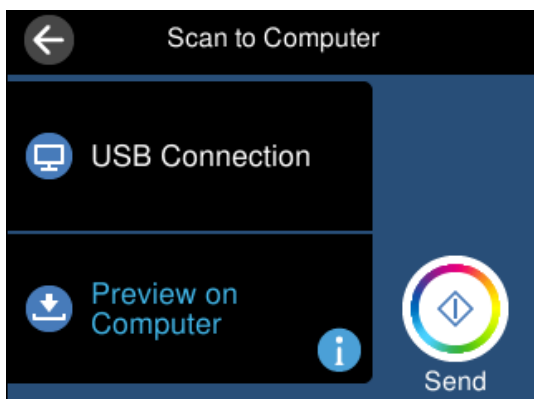 Scan to Computer
USB Connection
Preview on
Computer
i
Send